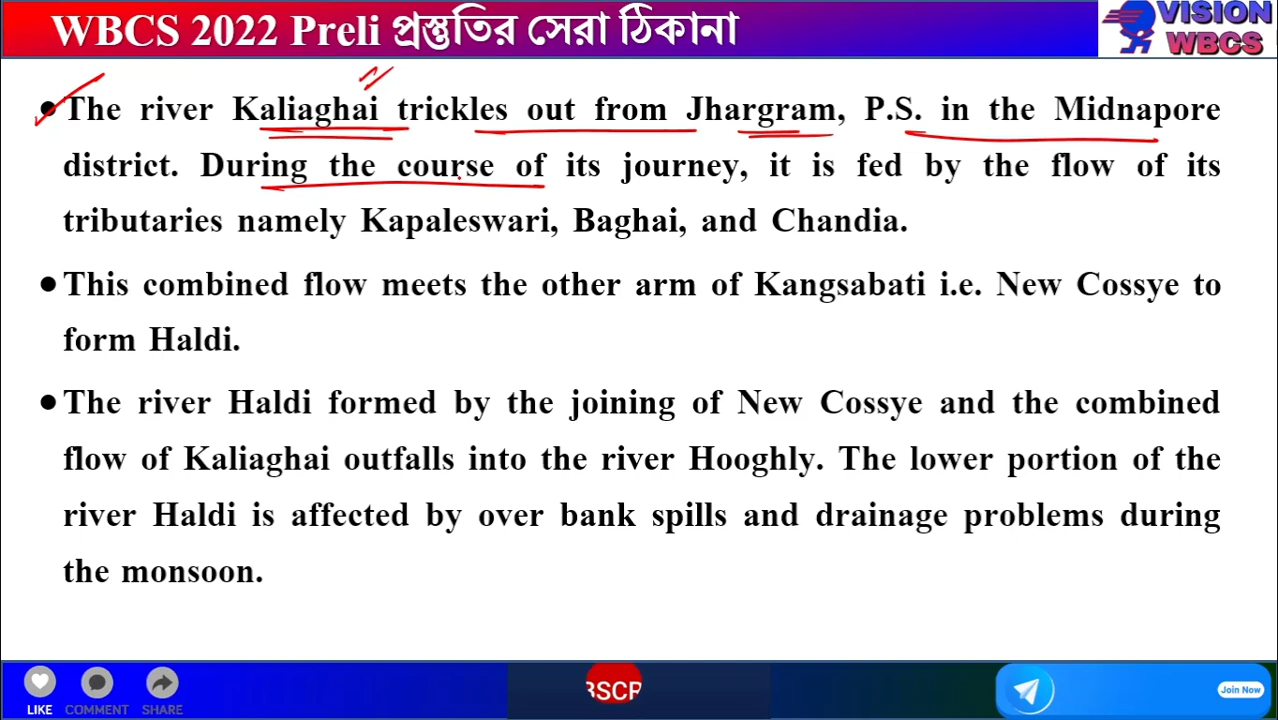 WBCS 2022 Preli প্রস্তুতির সেরা ঠিকানা
VISION
WBCS
• The river Kaliaghai trickles out from Jhargram, P.S. in the Midnapore
district. During the course of its journey, it is fed by the flow of its
tributaries namely Kapaleswari, Baghai, and Chandia.
• This combined flow meets the other arm of Kangsabati i.e. New Cossye to
form Haldi.
• The river Haldi formed by the joining of New Cossye and the combined
flow of Kaliaghai outfalls into the river Hooghly. The lower portion of the
river Haldi is affected by over bank spills and drainage problems during
the monsoon.
LIKE COMMENT SHARE
Join Now